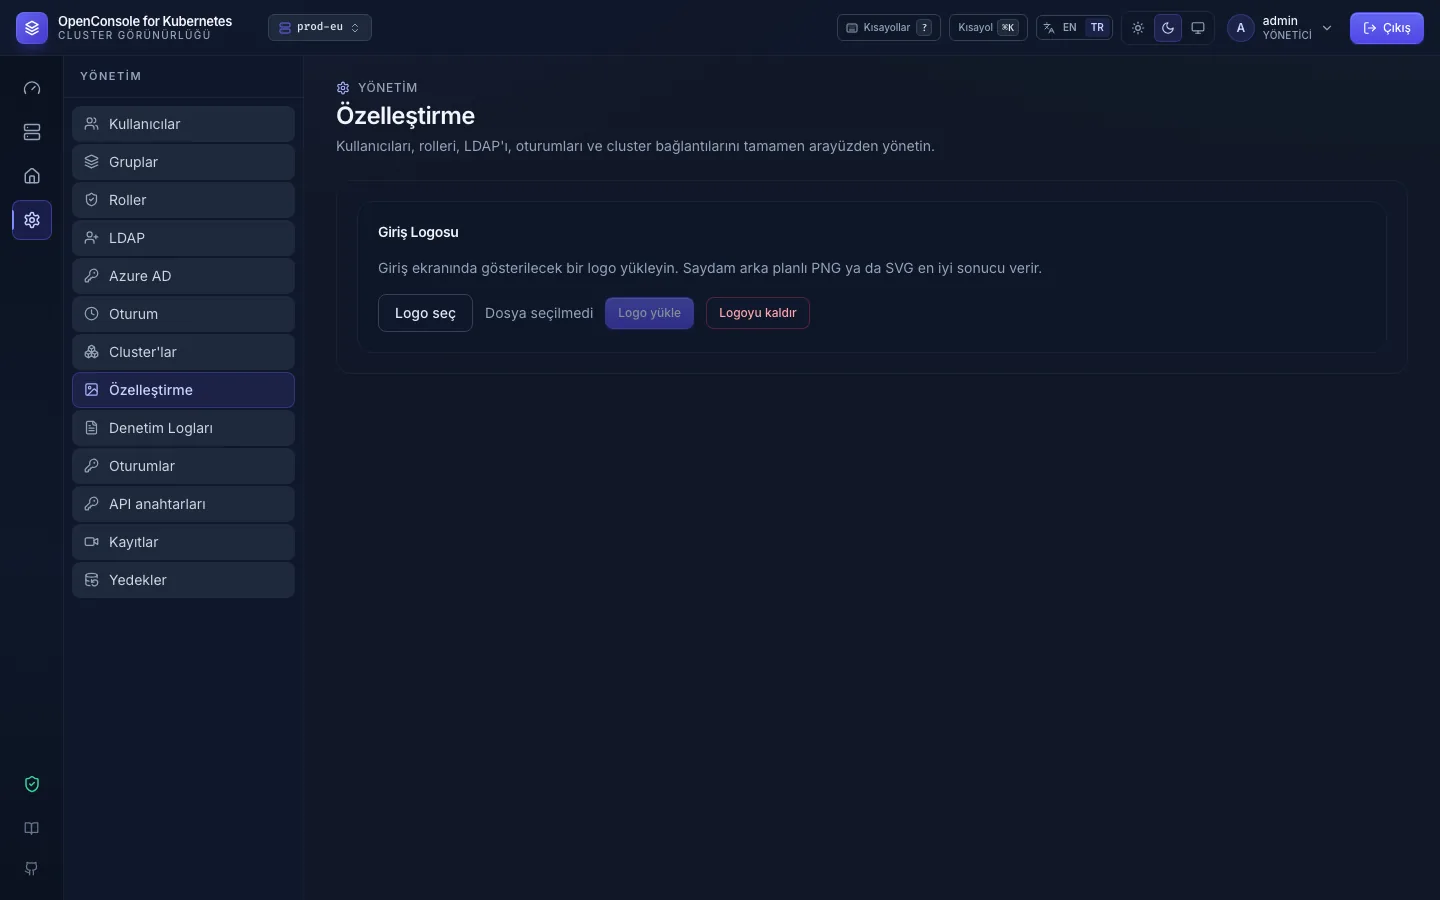 OpenConsole for Kubernetes
CLUSTER GÖRÜNÜRLÜĞÜ
prod-eu
Kısayollar ?
Kısayol ⌘K
EN TR
A
admin
YÖNETİCİ
Çıkış
YÖNETİM
Kullanıcılar
Gruplar
Roller
LDAP
Azure AD
Oturum
Cluster'lar
Özelleştirme
Denetim Logları
Oturumlar
API anahtarları
Kayıtlar
Yedekler
YÖNETİM
Özelleştirme
Kullanıcıları, rolleri, LDAP'ı, oturumları ve cluster bağlantılarını tamamen arayüzden yönetin.
Giriş Logosu
Giriş ekranında gösterilecek bir logo yükleyin. Saydam arka planlı PNG ya da SVG en iyi sonucu verir.
Logo seç Dosya seçilmedi Logo yükle Logoyu kaldır